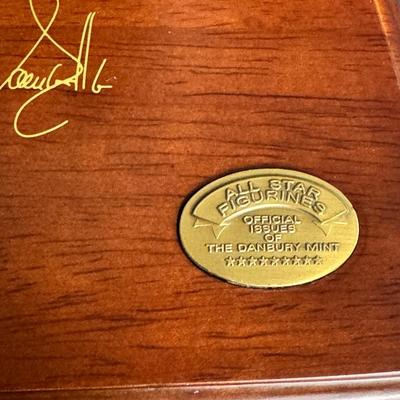 ALL STAR
FIGURINES
OFFICIAL
ISSUES
OF
THE DANBURY MINT